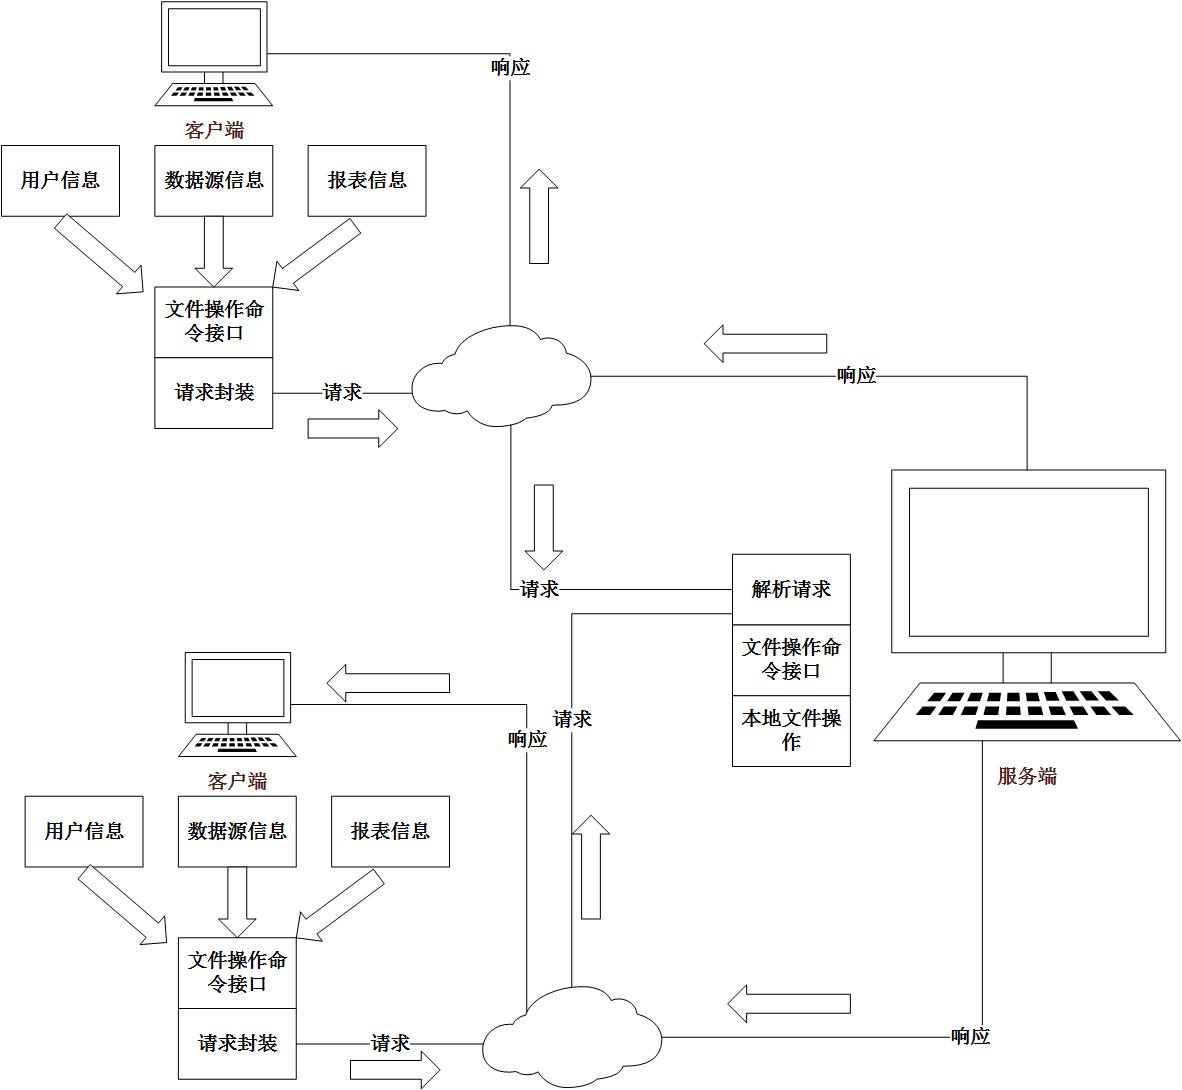 响应
客户端
用户信息
数据源信息
报表信息
文件操作命
令接口
请求封装
请求
响应
请求
解析请求
文件操作命
令接口
本地文件操
作
服务端
请求
响应
客户端
用户信息
数据源信息
报表信息
文件操作命
令接口
请求封装
请求
响应